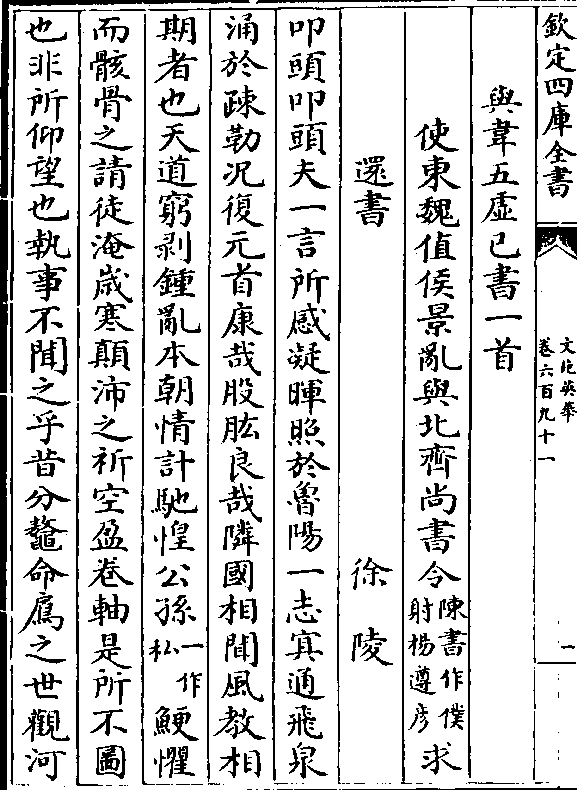 欽定四庫全書
文苑英華
卷六百九十一
一
與韋五虛已書一首
使東魏值侯景亂與北齊尚書令陳書作僕射楊遵彥求
還書 徐陵
叩頭叩頭夫一言所感凝暉照於魯陽一志冥通飛泉
涌於疎勒况復元首康哉股肱良哉隣國相聞風教相
期者也天道窮剥鍾亂本朝情計馳惶公孫一作私鯁懼
而骸骨之請徒淹歲寒顛沛之祈空盈卷軸是所不圖
也非所仰望也執事不聞之乎昔分鼇命鳫之世觀河